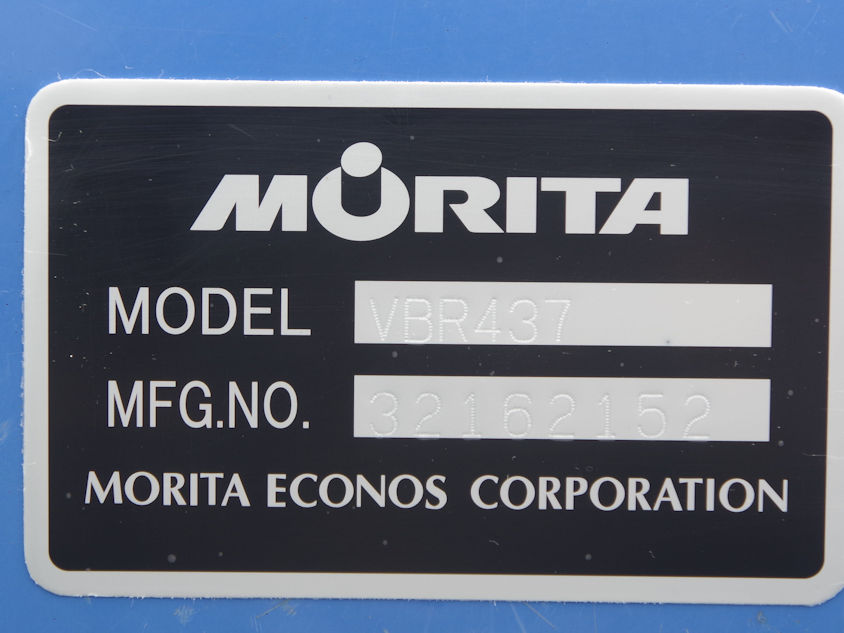 MORITA
MODEL VBR437
MFG.NO. 32162152
MORITA ECONOS CORPORATION